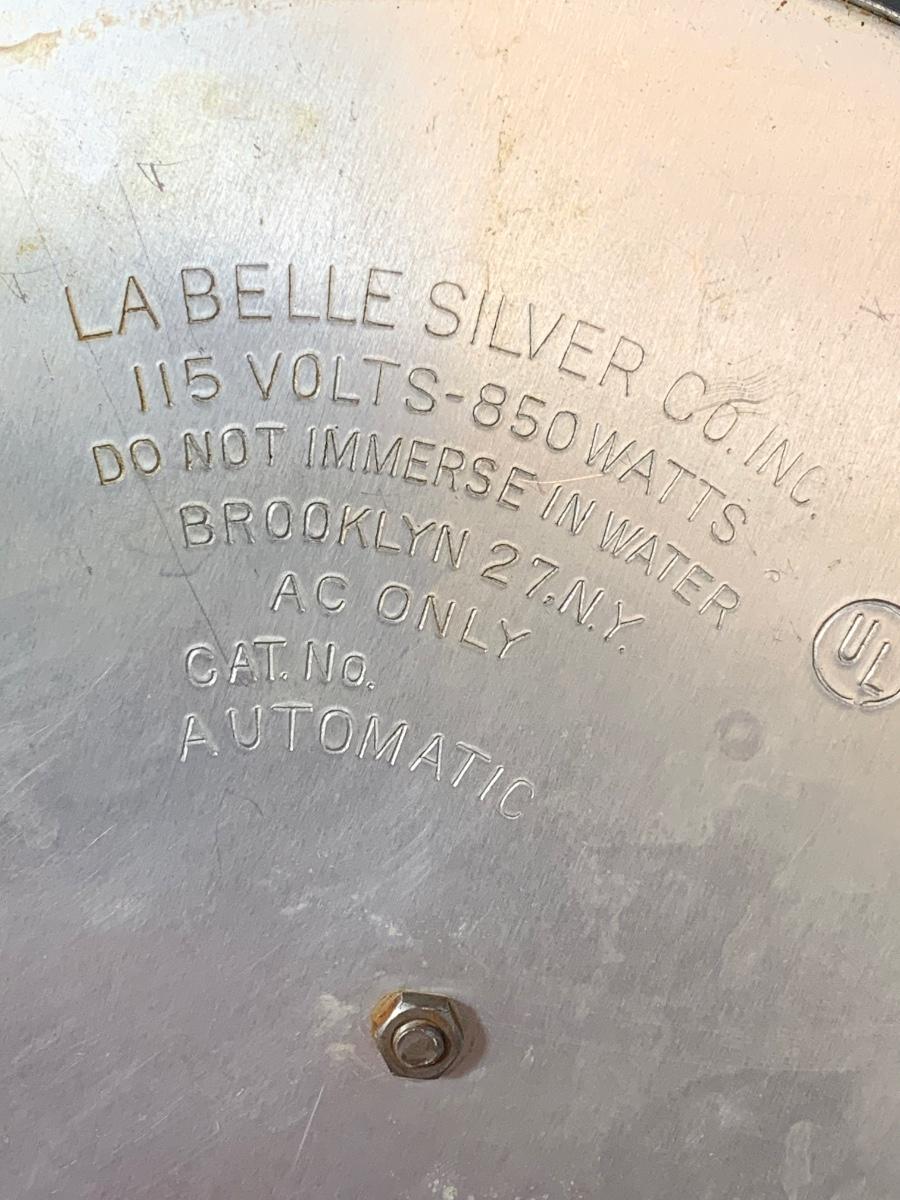 LA BELLE SILVER Co. INC.
115 VOLTS-850 WATTS
DO NOT IMMERSE IN WATER
BROOKLYN 27, N.Y.
AC ONLY
CAT. No.
AUTOMATIC
UL